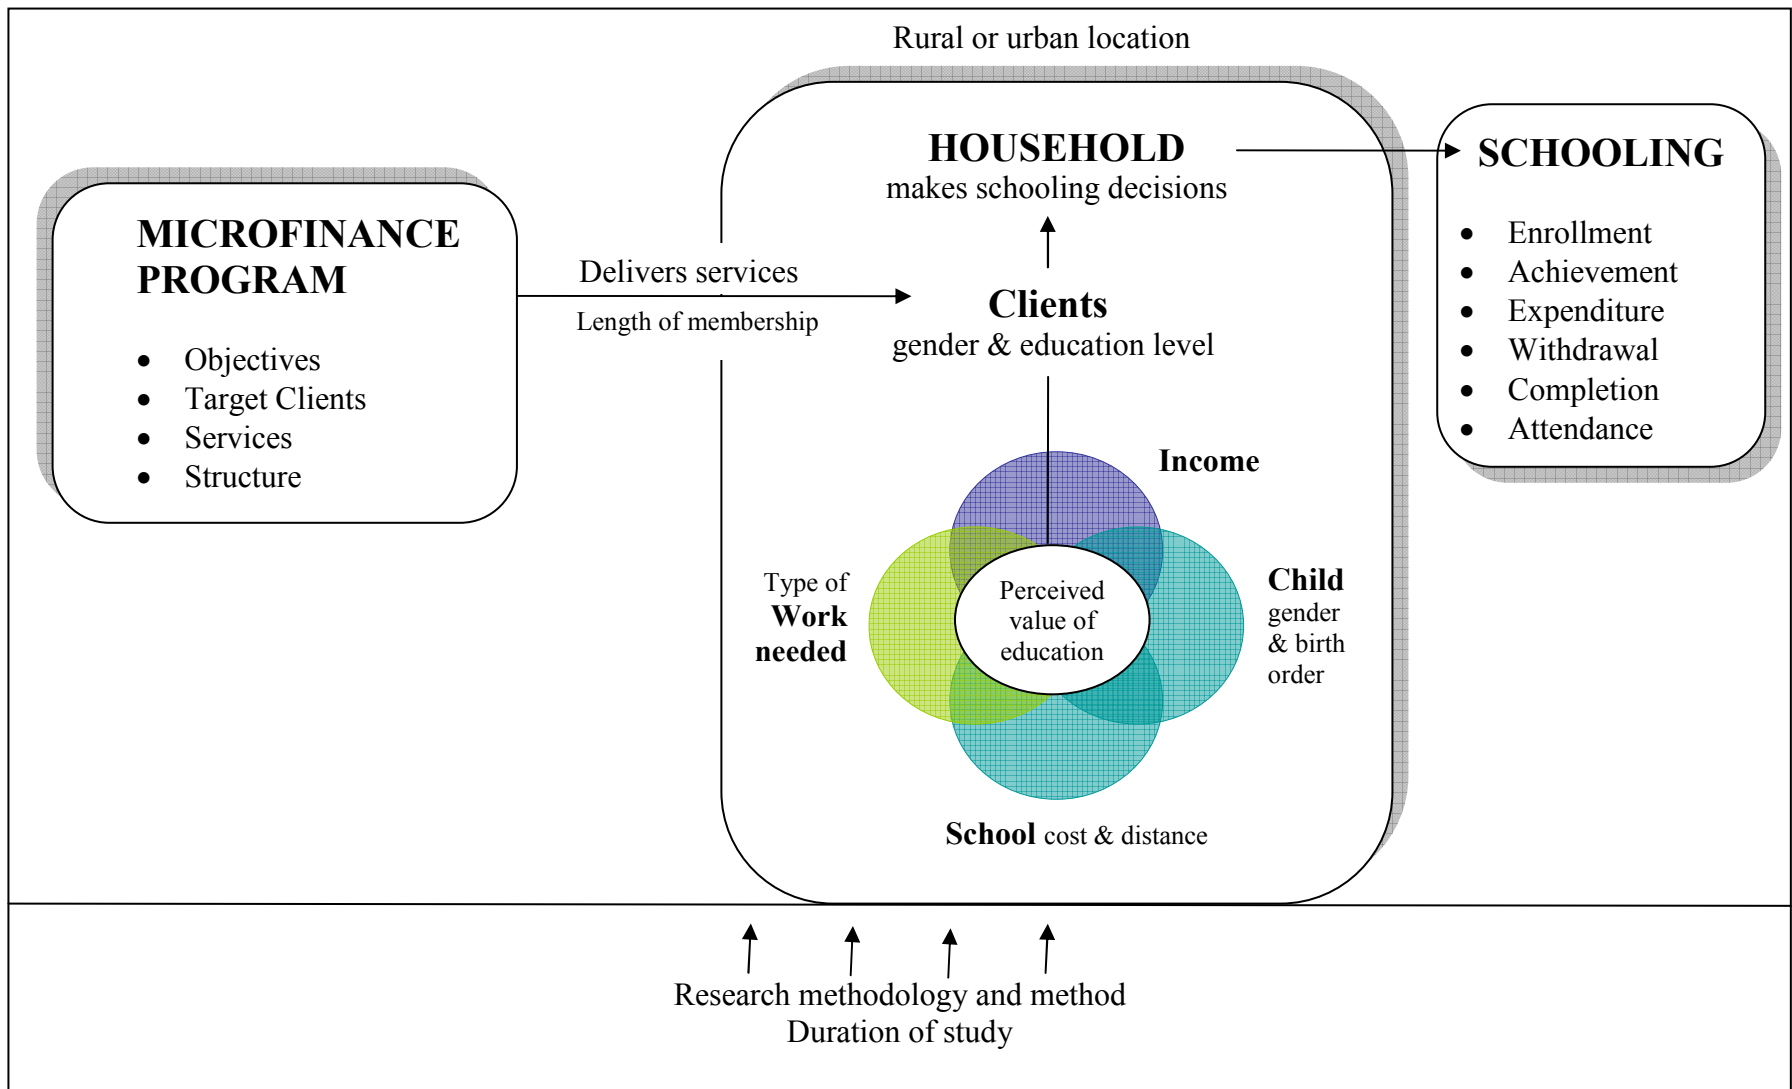 Rural or urban location
MICROFINANCE
PROGRAM
• Objectives
• Target Clients
• Services
• Structure
Delivers services
Length of membership
HOUSEHOLD
makes schooling decisions
Clients
gender & education level
Income
Type of
Work
needed
Perceived
value of
education
Child
gender
& birth
order
School cost & distance
SCHOOLING
• Enrollment
• Achievement
• Expenditure
• Withdrawal
• Completion
• Attendance
Research methodology and method
Duration of study